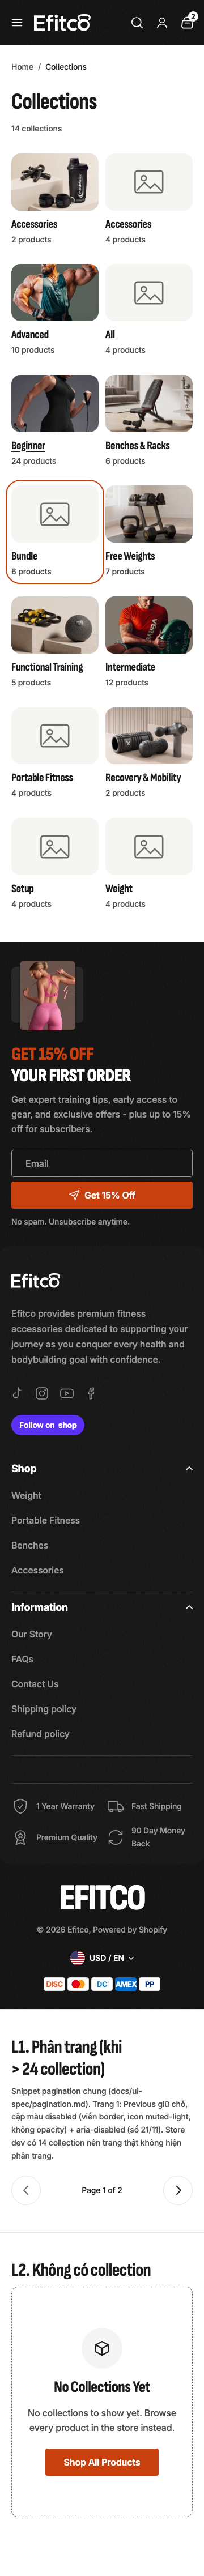 Efitco
2
Home / Collections
Collections
14 collections
Accessories
2 products
Accessories
4 products
Advanced
10 products
All
4 products
Beginner
24 products
Benches & Racks
6 products
Bundle
6 products
Free Weights
7 products
Functional Training
5 products
Intermediate
12 products
Portable Fitness
4 products
Recovery & Mobility
2 products
Setup
4 products
Weight
4 products
GET 15% OFF
YOUR FIRST ORDER
Get expert training tips, early access to
gear, and exclusive offers - plus up to 15%
off for subscribers.
Email
Get 15% Off
No spam. Unsubscribe anytime.
Efitco
Efitco provides premium fitness
accessories dedicated to supporting your
journey as you conquer every health and
bodybuilding goal with confidence.
Follow on shop
Shop
Weight
Portable Fitness
Benches
Accessories
Information
Our Story
FAQs
Contact Us
Shipping policy
Refund policy
1 Year Warranty
Fast Shipping
Premium Quality
90 Day Money
Back
EFITCO
© 2026 Efitco, Powered by Shopify
USD / EN
DISC
MC
DC
AMEX
PP
L1. Phân trang (khi
> 24 collection)
Snippet pagination chung (docs/ui-
spec/pagination.md). Trang 1: Previous giữ chỗ,
cập màu disabled (viền border, icon muted-light,
không opacity) + aria-disabled (số 21/11). Store
dev có 14 collection nên trang thật không hiện
phân trang.
Page 1 of 2
L2. Không có collection
No Collections Yet
No collections to show yet. Browse
every product in the store instead.
Shop All Products